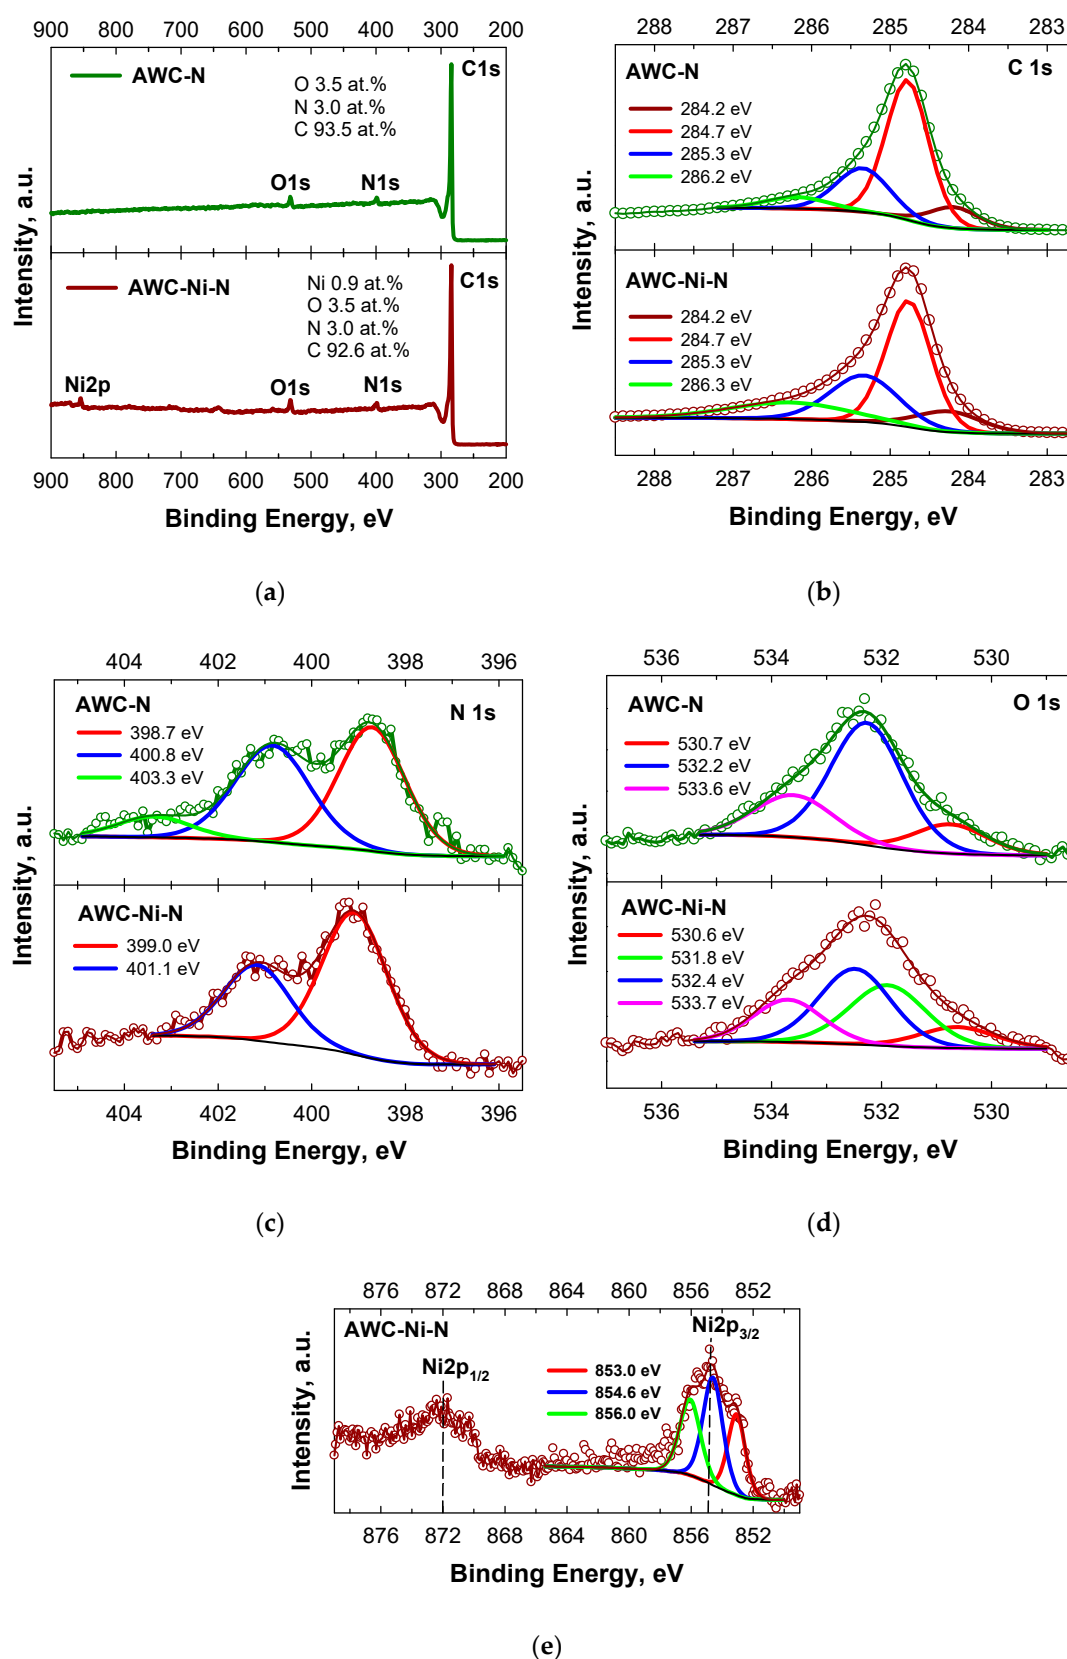 900 800 700 600 500 400 300 200
AWC-N
C1s
O 3.5 at.%
N 3.0 at.%
C 93.5 at.%
O1s
N1s
AWC-Ni-N
C1s
Ni 0.9 at.%
O 3.5 at.%
N 3.0 at.%
C 92.6 at.%
Ni2p
O1s
N1s
Intensity, a.u.
900 800 700 600 500 400 300 200
Binding Energy, eV
(a)
288 287 286 285 284 283
AWC-N
C 1s
284.2 eV
284.7 eV
285.3 eV
286.2 eV
AWC-Ni-N
284.2 eV
284.7 eV
285.3 eV
286.3 eV
Intensity, a.u.
288 287 286 285 284 283
Binding Energy, eV
(b)
404 402 400 398 396
AWC-N
N 1s
398.7 eV
400.8 eV
403.3 eV
AWC-Ni-N
399.0 eV
401.1 eV
Intensity, a.u.
404 402 400 398 396
Binding Energy, eV
(c)
536 534 532 530
AWC-N
O 1s
530.7 eV
532.2 eV
533.6 eV
AWC-Ni-N
530.6 eV
531.8 eV
532.4 eV
533.7 eV
Intensity, a.u.
536 534 532 530
Binding Energy, eV
(d)
876 872 868 864 860 856 852
AWC-Ni-N
Ni2p3/2
Ni2p1/2
853.0 eV
854.6 eV
856.0 eV
Intensity, a.u.
876 872 868 864 860 856 852
Binding Energy, eV
(e)